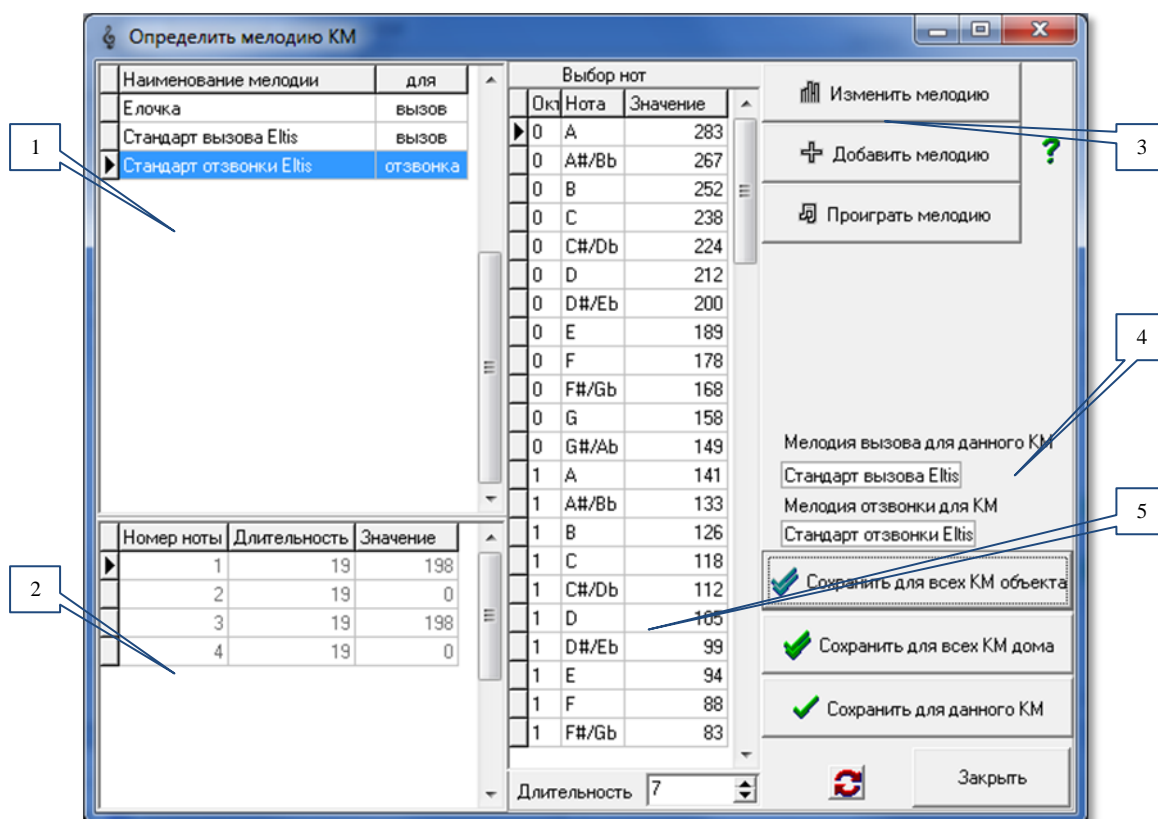 Определить мелодию КМ
Наименование мелодии для
Елочка вызов
Стандарт вызова Eltis вызов
Стандарт отзвонки Eltis отзвонка
Номер ноты Длительность Значение
1 19 198
2 19 0
3 19 198
4 19 0
Выбор нот
Окт Нота Значение
0 A 283
0 A#/Bb 267
0 B 252
0 C 238
0 C#/Db 224
0 D 212
0 D#/Eb 200
0 E 189
0 F 178
0 F#/Gb 168
0 G 158
0 G#/Ab 149
1 A 141
1 A#/Bb 133
1 B 126
1 C 118
1 C#/Db 112
1 D 105
1 D#/Eb 99
1 E 94
1 F 88
1 F#/Gb 83
Длительность 7
Изменить мелодию
Добавить мелодию
?
Проиграть мелодию
Мелодия вызова для данного КМ
Стандарт вызова Eltis
Мелодия отзвонки для КМ
Стандарт отзвонки Eltis
Сохранить для всех КМ объекта
Сохранить для всех КМ дома
Сохранить для данного КМ
Закрыть
1
2
3
4
5